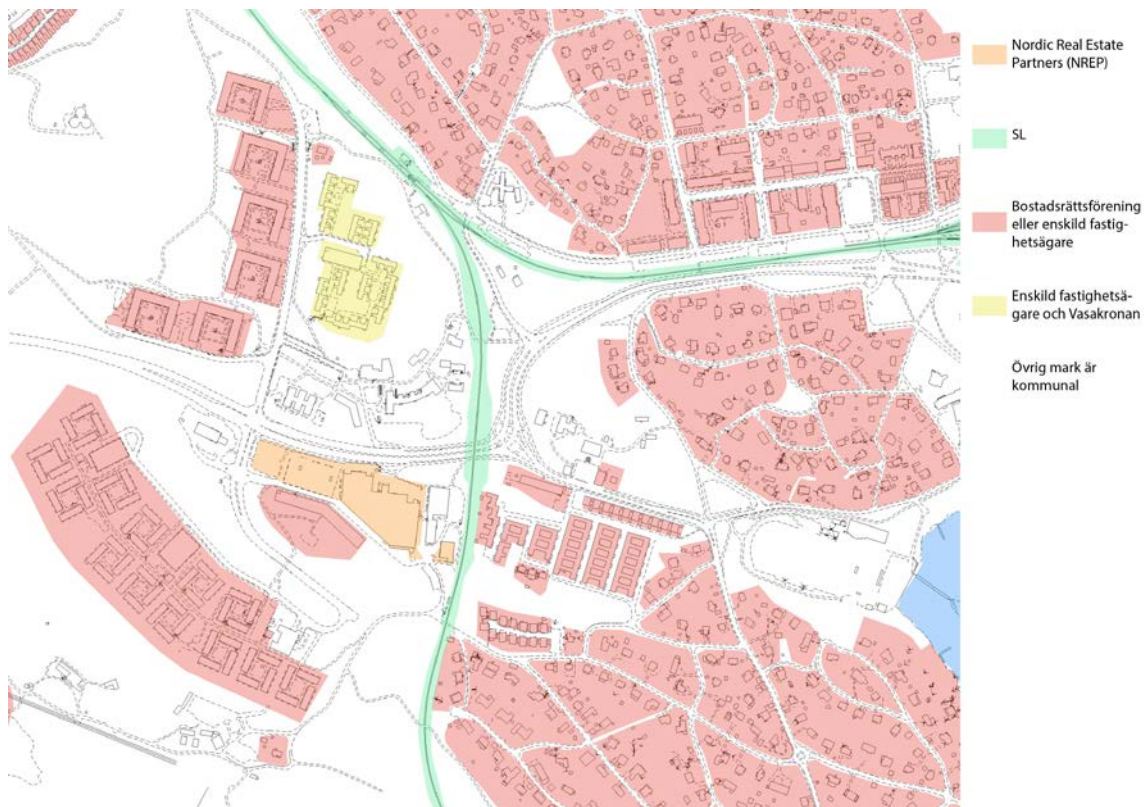 Nordic Real Estate
Partners (NREP)
SL
Bostadsrättsförening
eller enskild fastig-
hetsägare
Enskild fastighetsä-
gare och Vasakronan
Övrig mark är
kommunal